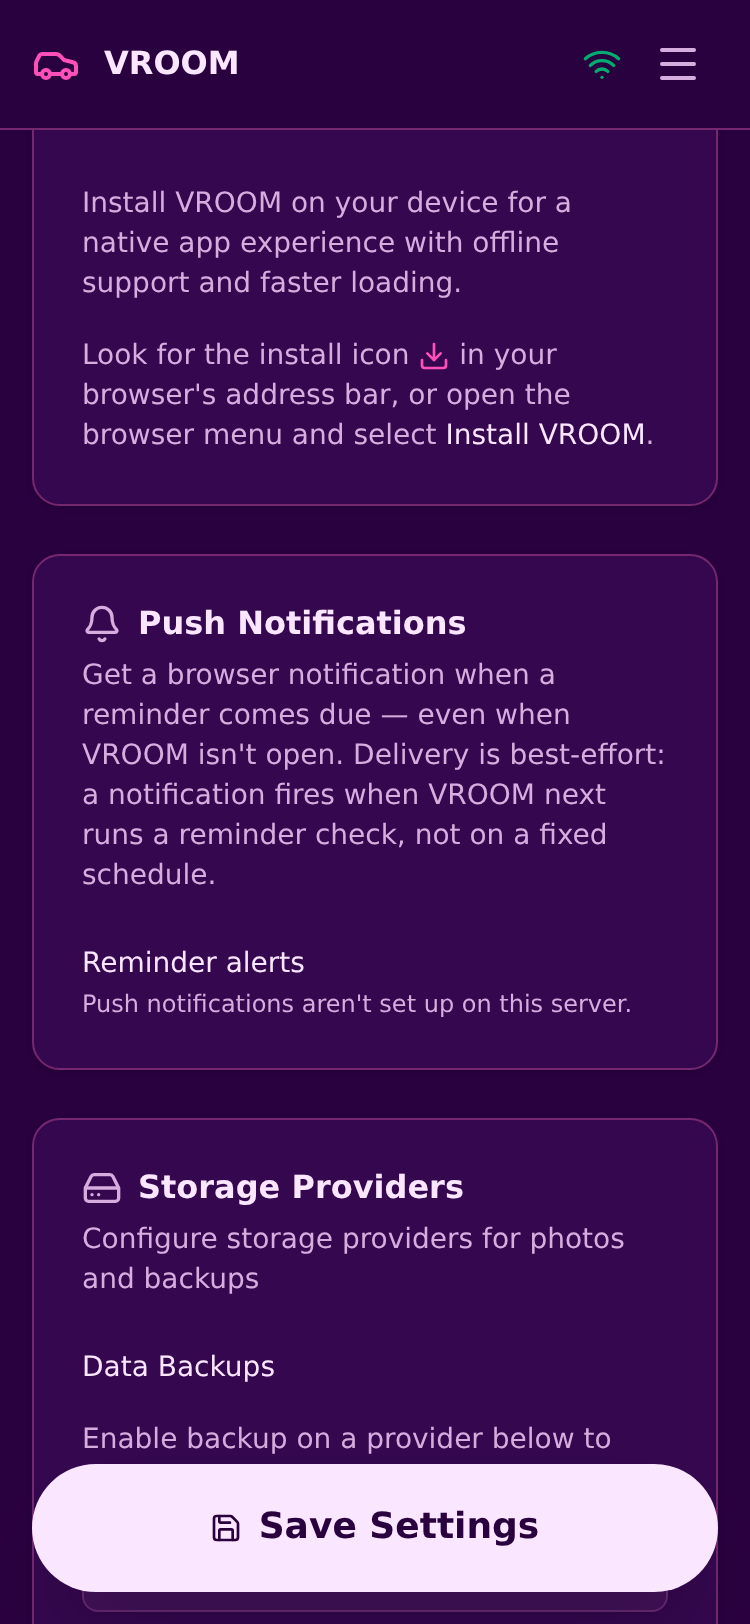 VROOM
Install VROOM on your device for a
native app experience with offline
support and faster loading.
Look for the install icon in your
browser's address bar, or open the
browser menu and select Install VROOM.
Push Notifications
Get a browser notification when a
reminder comes due — even when
VROOM isn't open. Delivery is best-effort:
a notification fires when VROOM next
runs a reminder check, not on a fixed
schedule.
Reminder alerts
Push notifications aren't set up on this server.
Storage Providers
Configure storage providers for photos
and backups
Data Backups
Enable backup on a provider below to
Save Settings